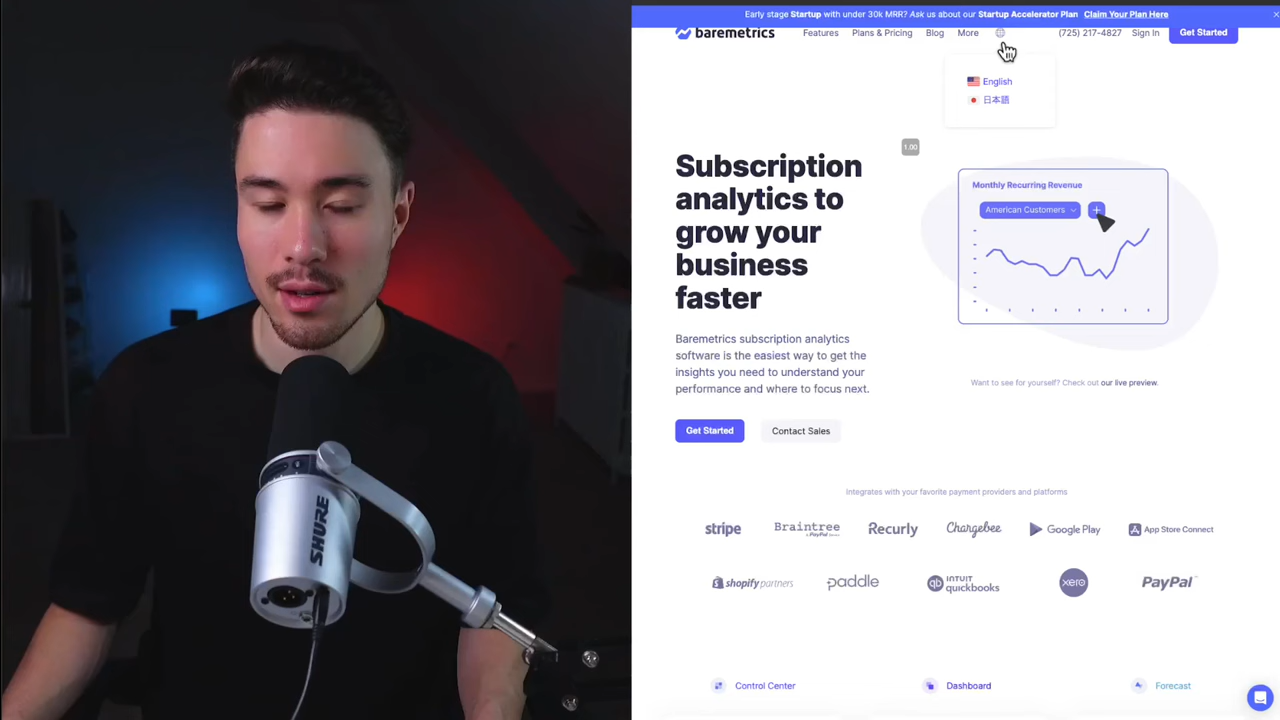 Early stage Startup with under 30k MRR? Ask us about our Startup Accelerator Plan Claim Your Plan Here
baremetrics Features Plans & Pricing Blog More (725) 217-4827 Sign In Get Started
English
日本語
1.00
Subscription
analytics to
grow your
business
faster
Monthly Recurring Revenue
American Customers
Baremetrics subscription analytics
software is the easiest way to get the
insights you need to understand your
performance and where to focus next.
Want to see for yourself? Check out our live preview.
Get Started Contact Sales
Integrates with your favorite payment providers and platforms
stripe Braintree Recurly Chargebee Google Play App Store Connect
shopify partners paddle qb INTUIT quickbooks xero PayPal
Control Center Dashboard Forecast
SHURE